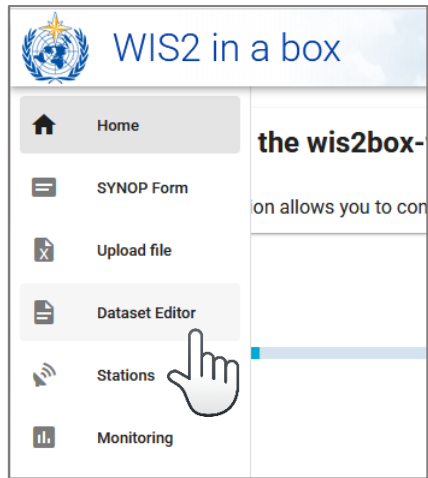 WIS2 in a box
Home
the wis2box-
SYNOP Form
ion allows you to con
Upload file
Dataset Editor
Stations
Monitoring